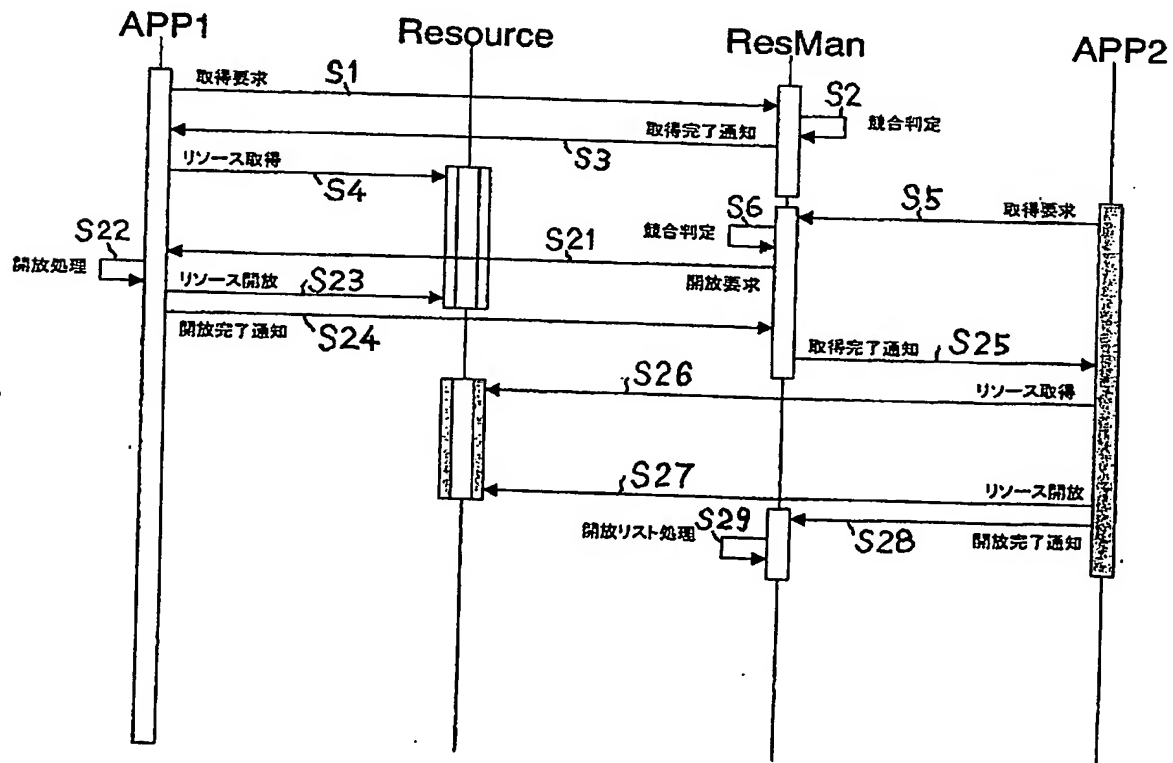 APP1
Resource
ResMan
APP2
取得要求
S1
S2
競合判定
取得完了通知
S3
リソース取得
S4
S5
取得要求
S6
競合判定
S21
開放要求
S22
開放処理
リソース開放
S23
開放完了通知
S24
取得完了通知
S25
S26
リソース取得
S27
リソース開放
S29
開放リスト処理
S28
開放完了通知